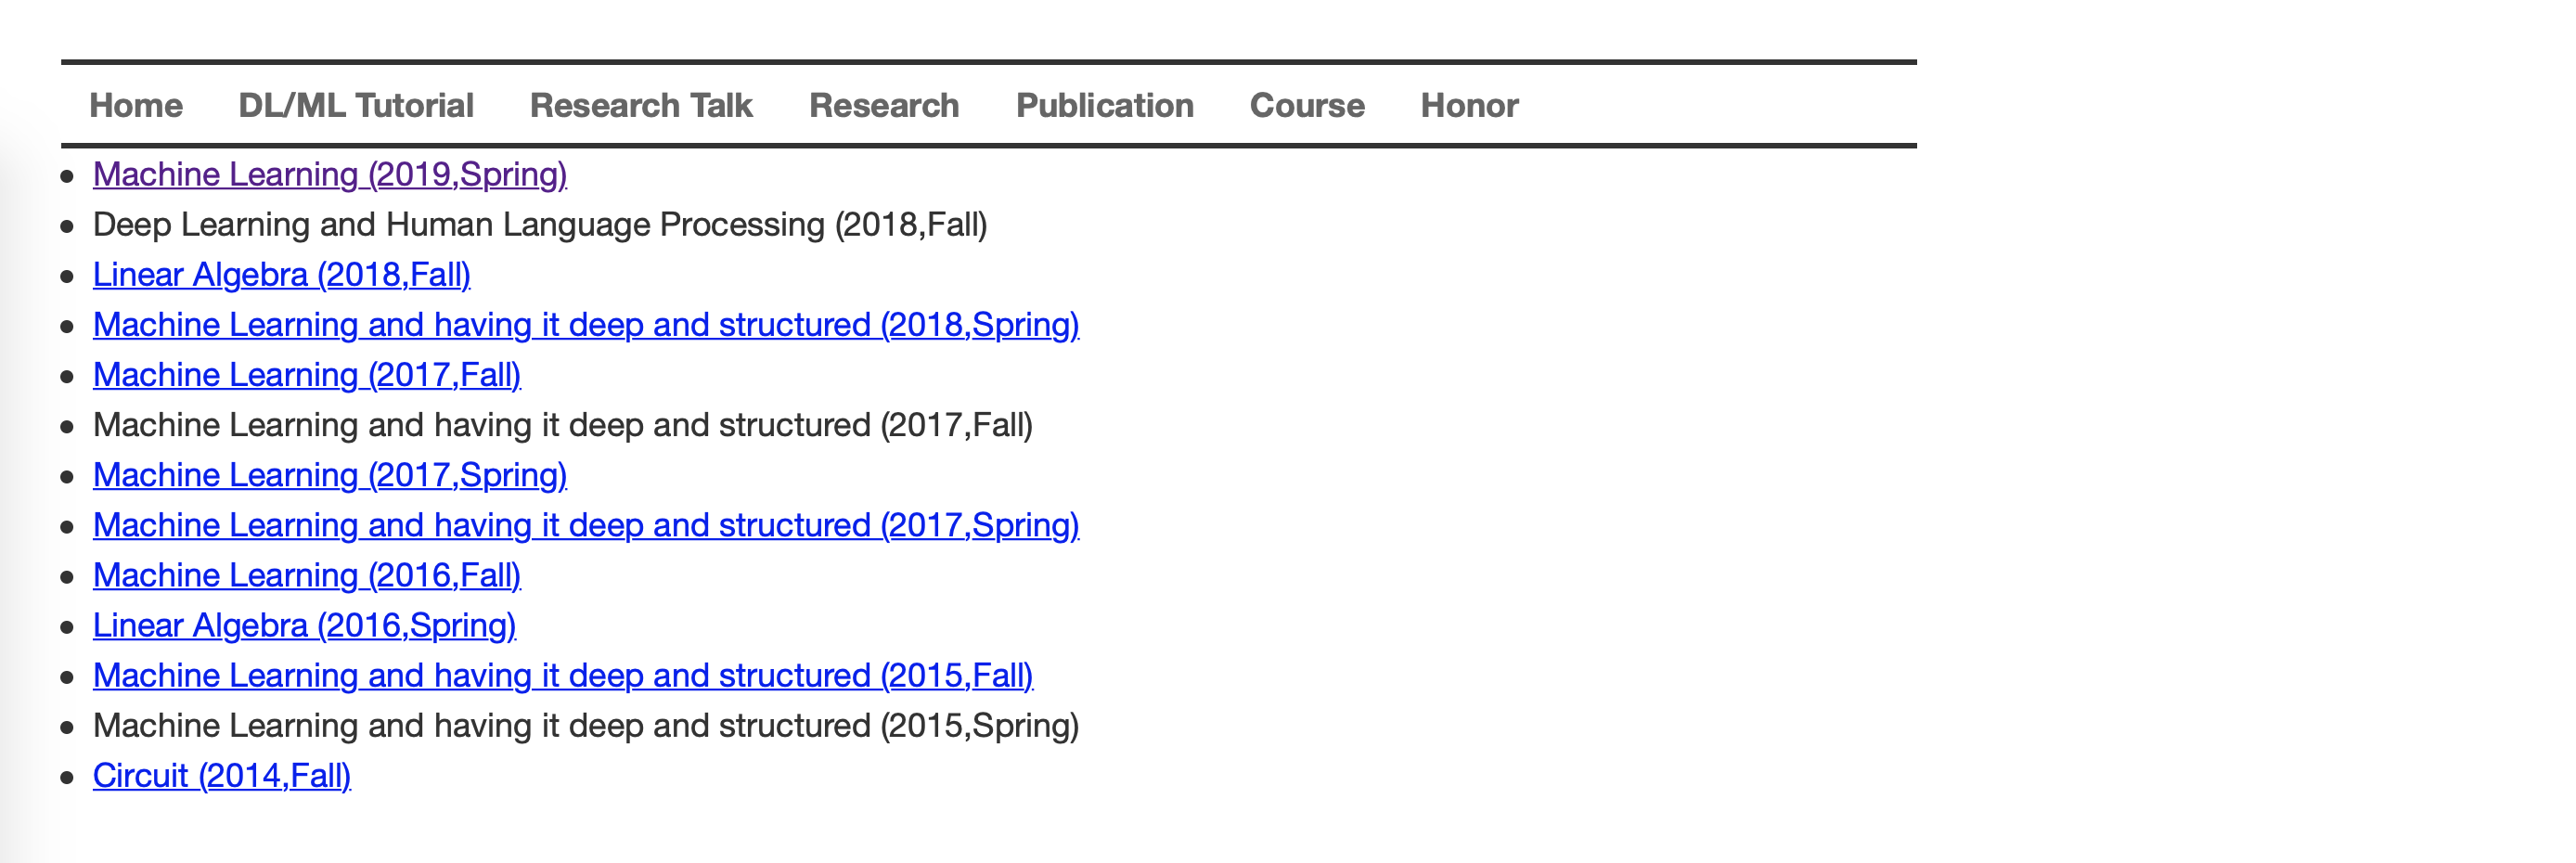 Home DL/ML Tutorial Research Talk Research Publication Course Honor
Machine Learning (2019,Spring)
Deep Learning and Human Language Processing (2018,Fall)
Linear Algebra (2018,Fall)
Machine Learning and having it deep and structured (2018,Spring)
Machine Learning (2017,Fall)
Machine Learning and having it deep and structured (2017,Fall)
Machine Learning (2017,Spring)
Machine Learning and having it deep and structured (2017,Spring)
Machine Learning (2016,Fall)
Linear Algebra (2016,Spring)
Machine Learning and having it deep and structured (2015,Fall)
Machine Learning and having it deep and structured (2015,Spring)
Circuit (2014,Fall)